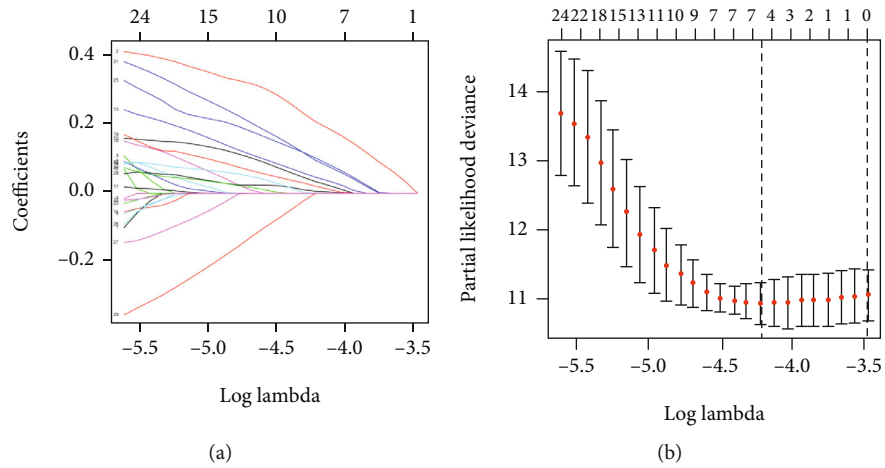 24 15 10 7 1
0.4
0.2
0.0
−0.2
Coefficients
−5.5 −5.0 −4.5 −4.0 −3.5
Log lambda
(a)
24 22 18 15 13 11 10 9 7 7 7 4 3 2 1 1 0
14
13
12
11
Partial likelihood deviance
−5.5 −5.0 −4.5 −4.0 −3.5
Log lambda
(b)